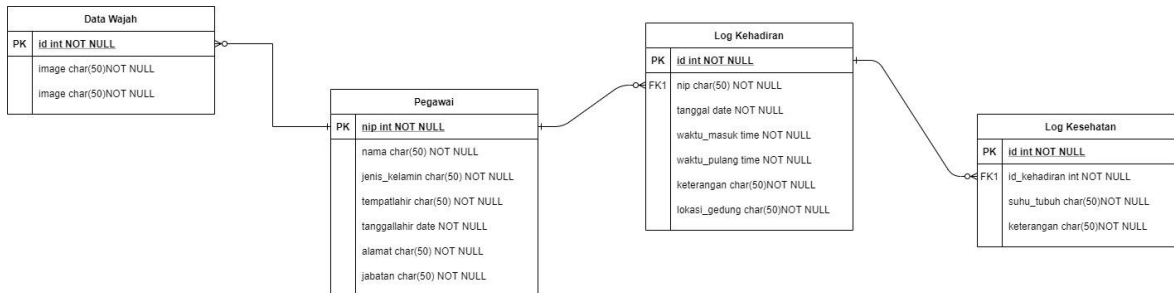 Data Wajah
PK id int NOT NULL
image char(50)NOT NULL
image char(50)NOT NULL
Pegawai
PK nip int NOT NULL
nama char(50) NOT NULL
jenis_kelamin char(50) NOT NULL
tempatlahir char(50) NOT NULL
tanggallahir date NOT NULL
alamat char(50) NOT NULL
jabatan char(50) NOT NULL
Log Kehadiran
PK id int NOT NULL
FK1 nip char(50) NOT NULL
tanggal date NOT NULL
waktu_masuk time NOT NULL
waktu_pulang time NOT NULL
keterangan char(50)NOT NULL
lokasi_gedung char(50)NOT NULL
Log Kesehatan
PK id int NOT NULL
FK1 id_kehadiran int NOT NULL
suhu_tubuh char(50)NOT NULL
keterangan char(50)NOT NULL